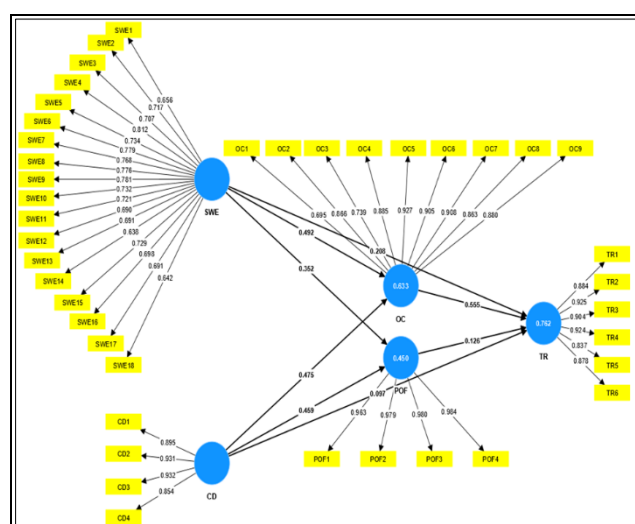 SWE1
SWE2
SWE3
SWE4
SWE5
SWE6
SWE7
SWE8
SWE9
SWE10
SWE11
SWE12
SWE13
SWE14
SWE15
SWE16
SWE17
SWE18
0.656
0.717
0.707
0.812
0.734
0.779
0.768
0.776
0.781
0.732
0.721
0.690
0.691
0.638
0.729
0.698
0.691
0.642
SWE
OC1
OC2
OC3
OC4
OC5
OC6
OC7
OC8
OC9
0.695
0.866
0.739
0.885
0.927
0.905
0.908
0.863
0.880
0.492
0.208
0.352
0.633
OC
0.555
0.475
0.450
POF
0.126
0.459
0.097
TR1
TR2
TR3
TR4
TR5
TR6
0.884
0.925
0.904
0.924
0.837
0.878
0.762
TR
CD1
CD2
CD3
CD4
0.895
0.931
0.932
0.854
CD
0.963
0.979
0.980
0.984
POF1
POF2
POF3
POF4